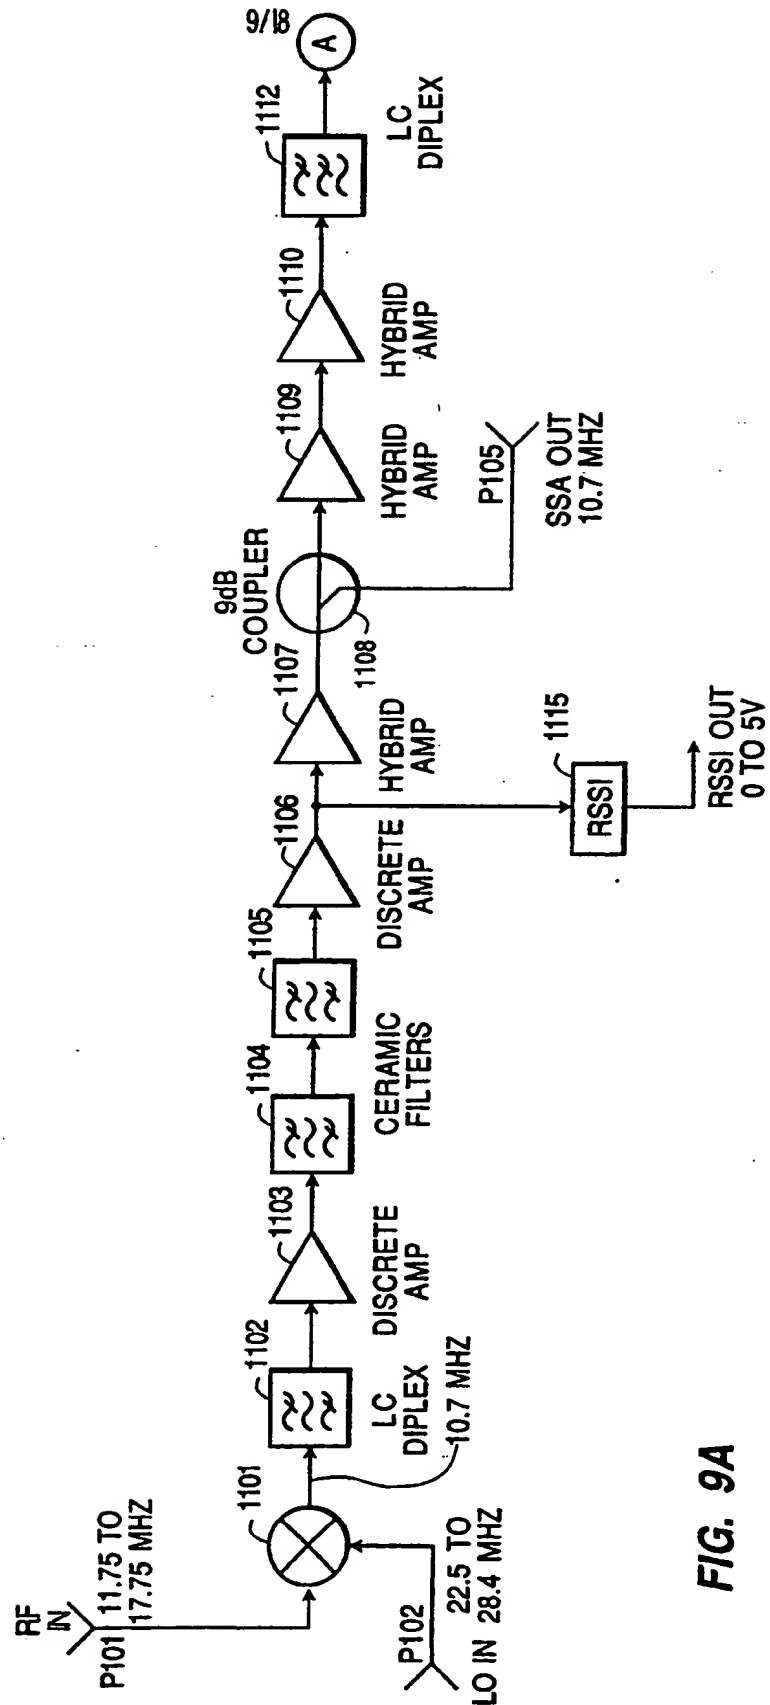 RF
IN
P101
11.75 TO
17.75 MHZ
P102
LO IN
22.5 TO
28.4 MHZ
1101
10.7 MHZ
1102
LC
DIPLEX
1103
DISCRETE
AMP
1104
1105
CERAMIC
FILTERS
1106
DISCRETE
AMP
1115
RSSI
RSSI OUT
0 TO 5V
1107
HYBRID
AMP
9dB
COUPLER
1108
P105
SSA OUT
10.7 MHZ
1109
HYBRID
AMP
1110
HYBRID
AMP
1112
LC
DIPLEX
A
9/18
FIG. 9A